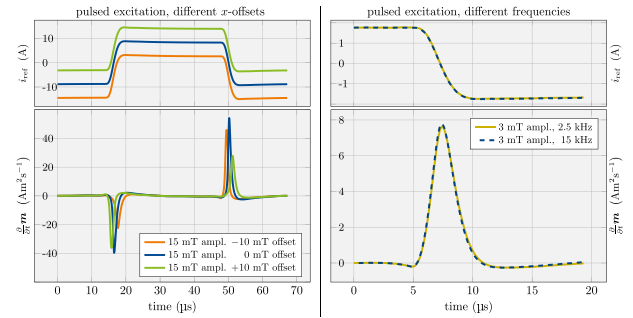 pulsed excitation, different x-offsets
10
0
-10
i_ref (A)
40
20
0
-20
-40
∂/∂t m (Am²s⁻¹)
15 mT ampl. −10 mT offset
15 mT ampl. 0 mT offset
15 mT ampl. +10 mT offset
0 10 20 30 40 50 60 70
time (µs)
pulsed excitation, different frequencies
1
0
-1
i_ref (A)
8
6
4
2
0
∂/∂t m (Am²s⁻¹)
3 mT ampl., 2.5 kHz
3 mT ampl., 15 kHz
0 5 10 15 20
time (µs)